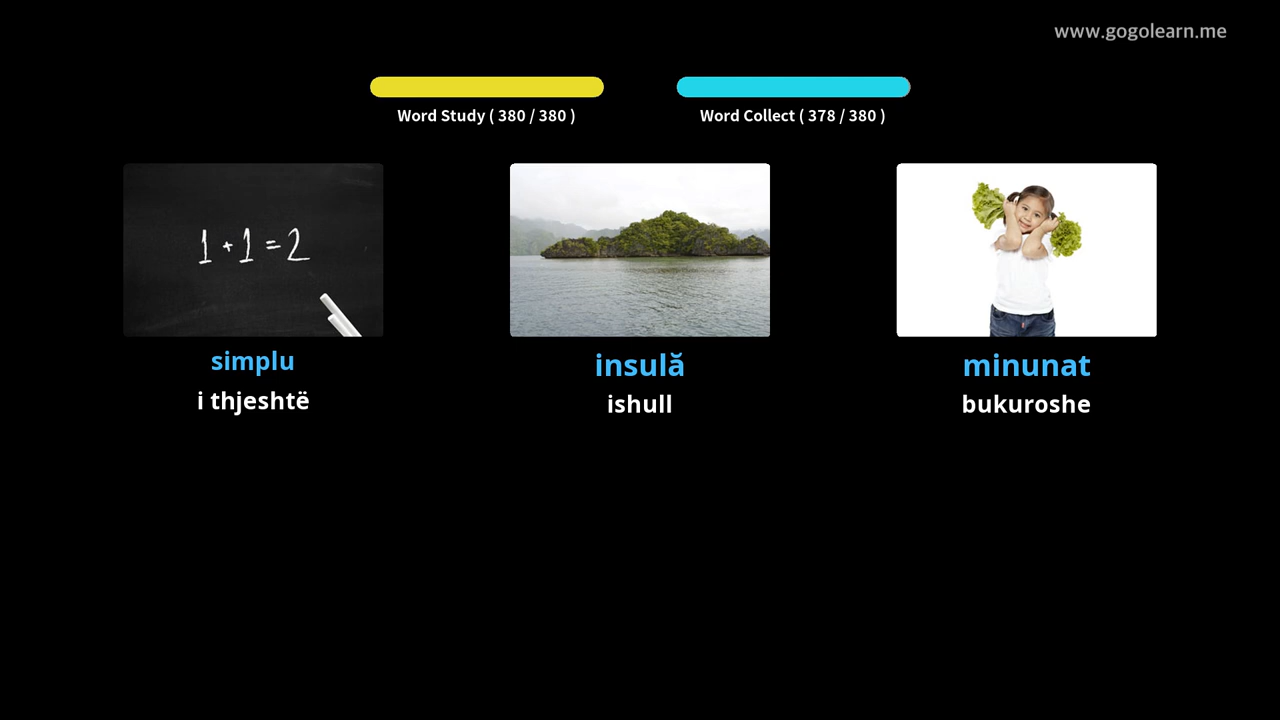 www.gogolearn.me
Word Study ( 380 / 380 )
Word Collect ( 378 / 380 )
1 + 1 = 2
simplu
i thjeshtë
insulă
ishull
minunat
bukuroshe